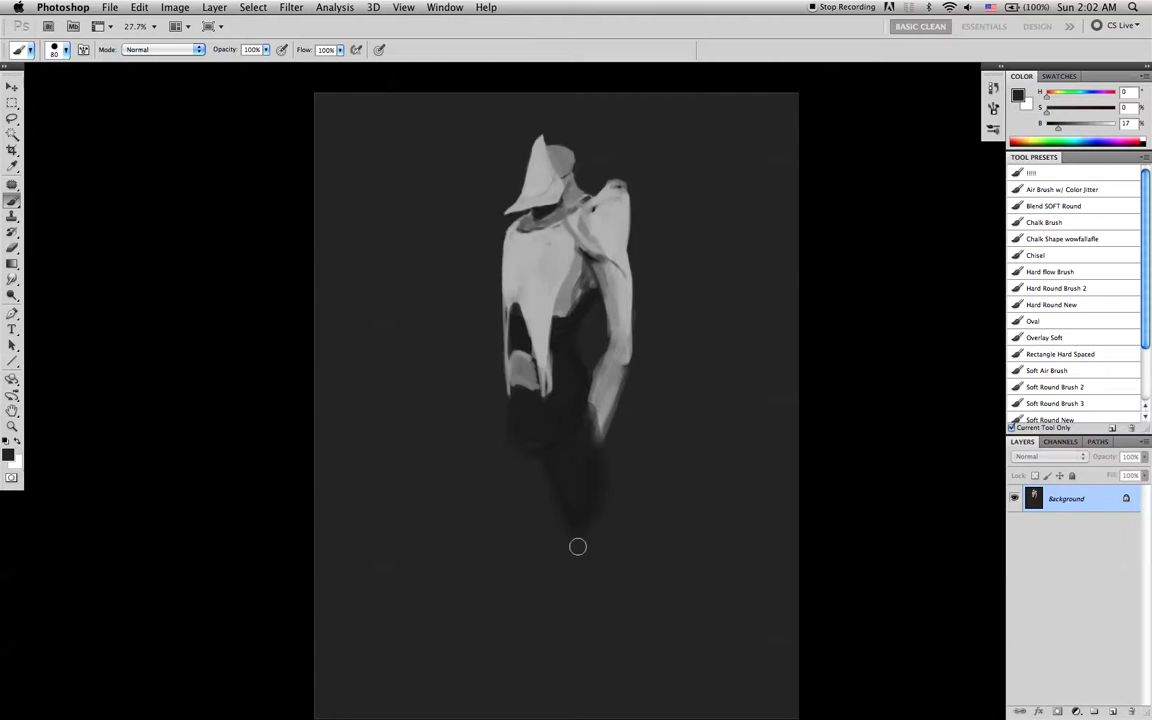 Photoshop File Edit Image Layer Select Filter Analysis 3D View Window Help Stop Recording (100%) Sun 2:02 AM
Ps Br Mb 27.7% BASIC CLEAN ESSENTIALS DESIGN CS Live
80 Mode: Normal Opacity: 100% Flow: 100%
COLOR SWATCHES
H 0 °
S 0 %
B 17 %
TOOL PRESETS
!!!!!
Air Brush w/ Color Jitter
Blend SOFT Round
Chalk Brush
Chalk Shape wowfallafle
Chisel
Hard flow Brush
Hard Round Brush 2
Hard Round New
Oval
Overlay Soft
Rectangle Hard Spaced
Soft Air Brush
Soft Round Brush 2
Soft Round Brush 3
Soft Round New
Current Tool Only
LAYERS CHANNELS PATHS
Normal Opacity: 100%
Lock: Fill: 100%
Background